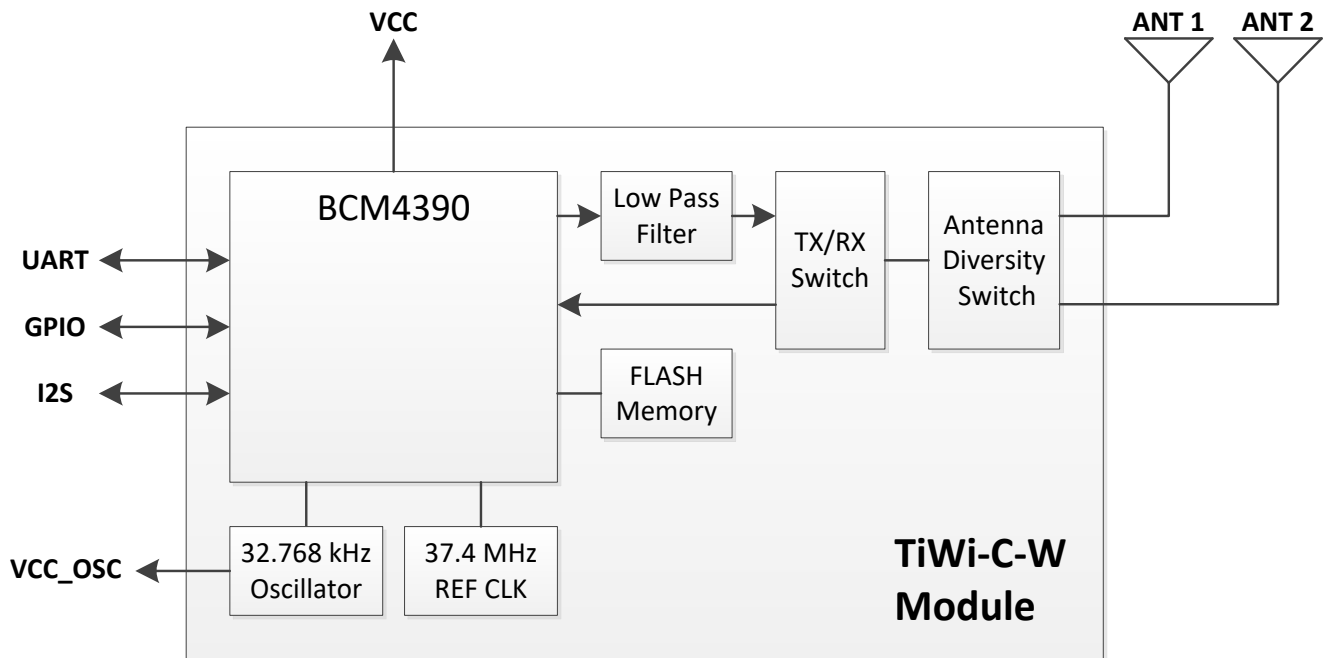 VCC
ANT 1
ANT 2
BCM4390
Low Pass
Filter
TX/RX
Switch
Antenna
Diversity
Switch
UART
GPIO
I2S
FLASH
Memory
32.768 kHz
Oscillator
37.4 MHz
REF CLK
VCC_OSC
TiWi-C-W
Module